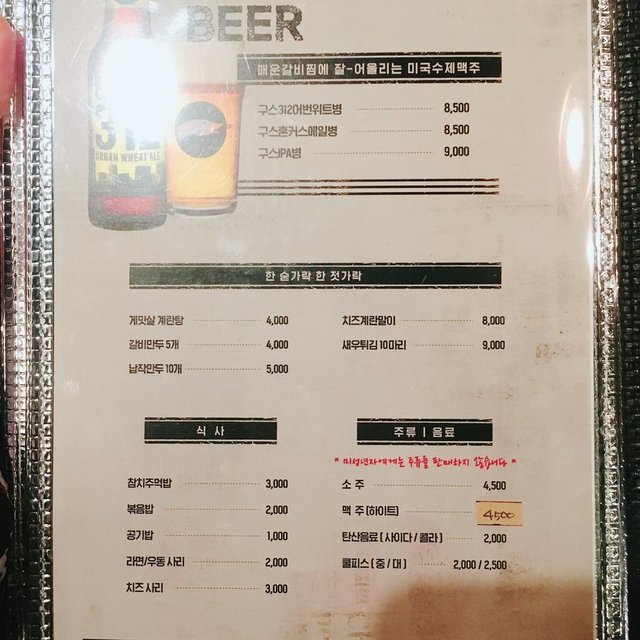 BEER
312
URBAN WHEAT ALE
매운갈비찜에 잘~어울리는 미국수제맥주
구스312어번위트병 8,500
구스혼커스에일병 8,500
구스IPA병 9,000
한 숟가락 한 젓가락
게맛살 계란탕 4,000
치즈계란말이 8,000
갈비만두 5개 4,000
새우튀김 10마리 9,000
납작만두 10개 5,000
식 사
주류 | 음료
* 미성년자에게는 주류를 판매하지 않습니다 *
참치주먹밥 3,000
소 주 4,500
볶음밥 2,000
맥 주 (하이트) 4500
공기밥 1,000
탄산음료 ( 사이다 / 콜라 ) 2,000
라면/우동 사리 2,000
쿨피스 ( 중 / 대 ) 2,000 / 2,500
치즈 사리 3,000